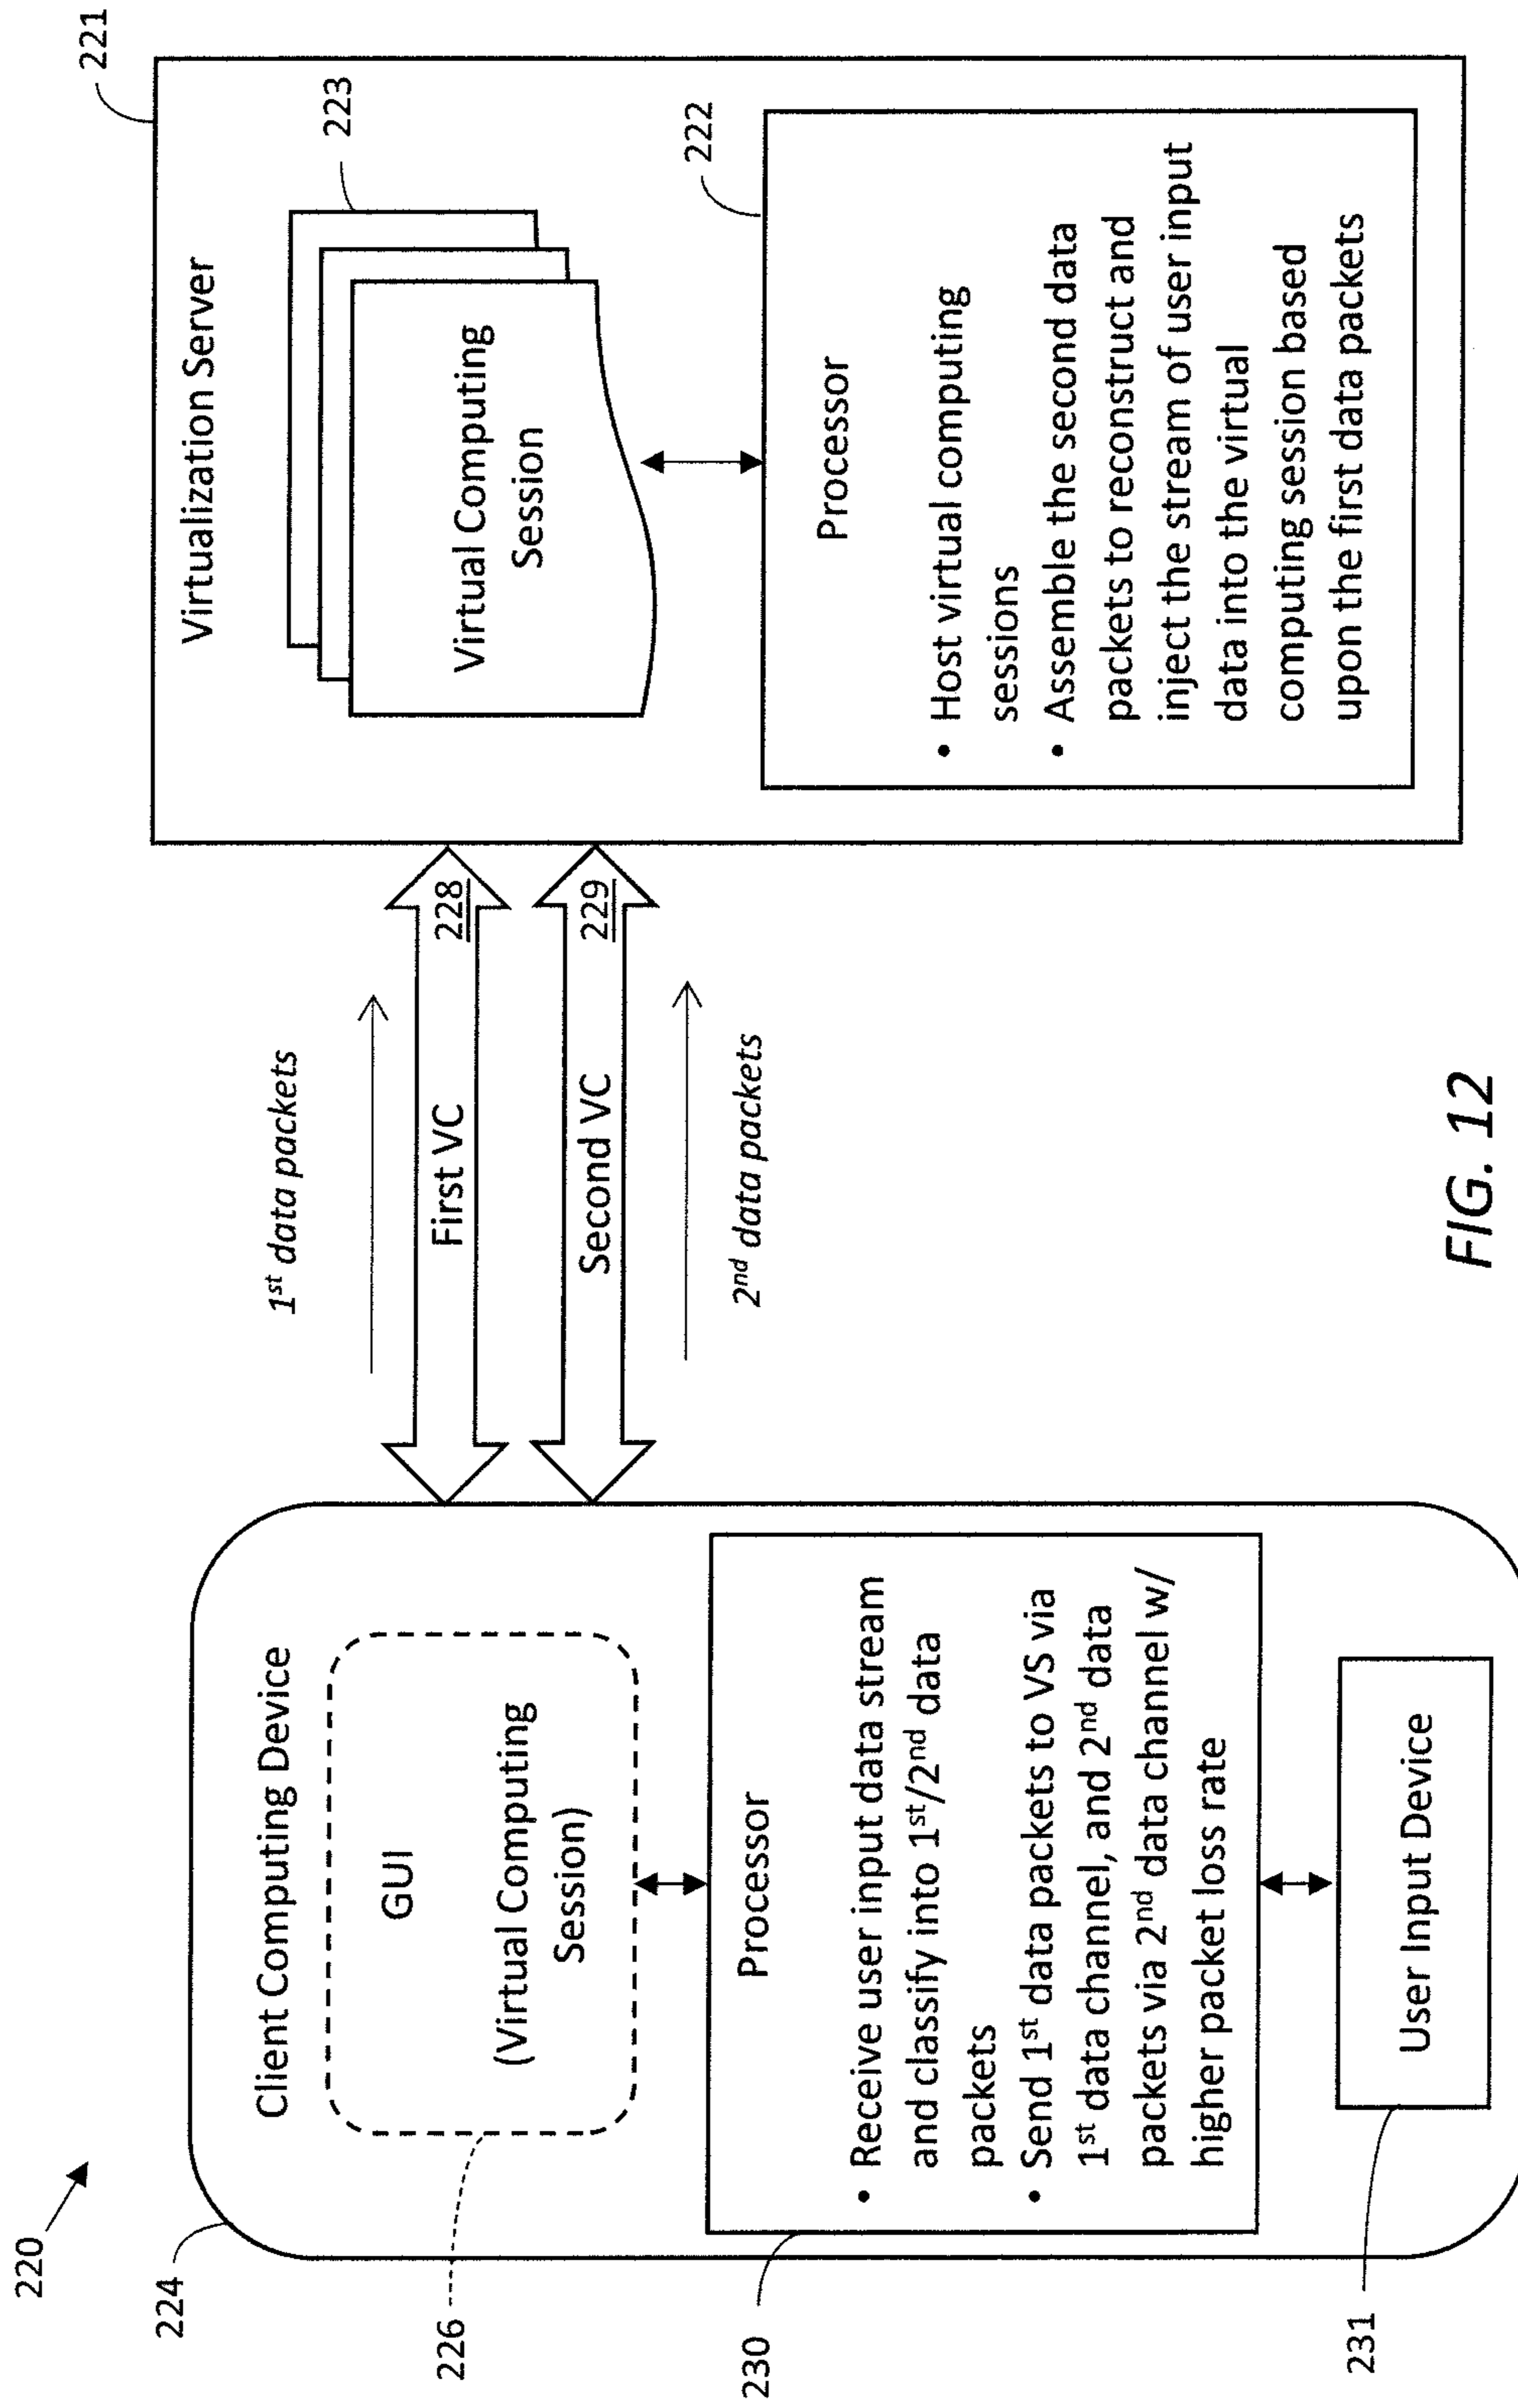 220
224
Client Computing Device
226
GUI
(Virtual Computing
Session)
230
Processor
• Receive user input data stream
and classify into 1st/2nd data
packets
• Send 1st data packets to VS via
1st data channel, and 2nd data
packets via 2nd data channel w/
higher packet loss rate
231
User Input Device
1st data packets
First VC
228
Second VC
229
2nd data packets
221
Virtualization Server
223
Virtual Computing
Session
222
Processor
• Host virtual computing
sessions
• Assemble the second data
packets to reconstruct and
inject the stream of user input
data into the virtual
computing session based
upon the first data packets
FIG. 12